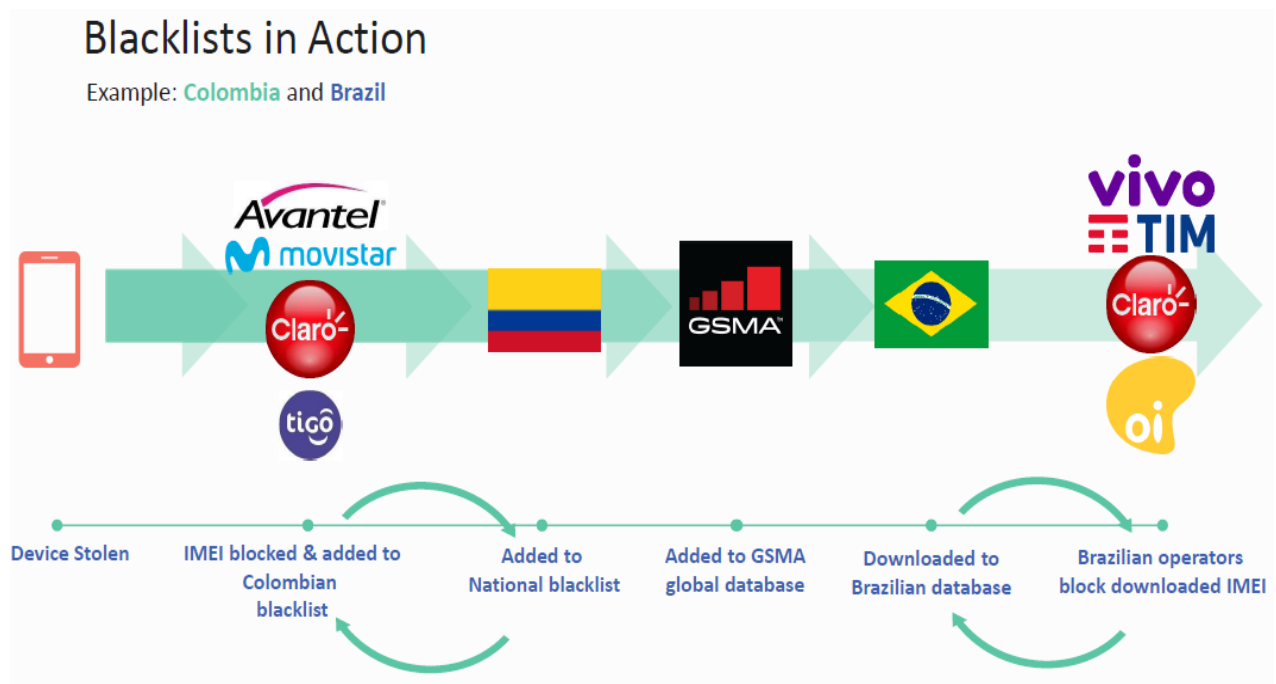 Blacklists in Action
Example: Colombia and Brazil
Avantel®
movistar
Claro-
tigo
GSMA™
vivo
TIM
Claro-
oi
Device Stolen
IMEI blocked & added to
Colombian
blacklist
Added to
National blacklist
Added to GSMA
global database
Downloaded to
Brazilian database
Brazilian operators
block downloaded IMEI